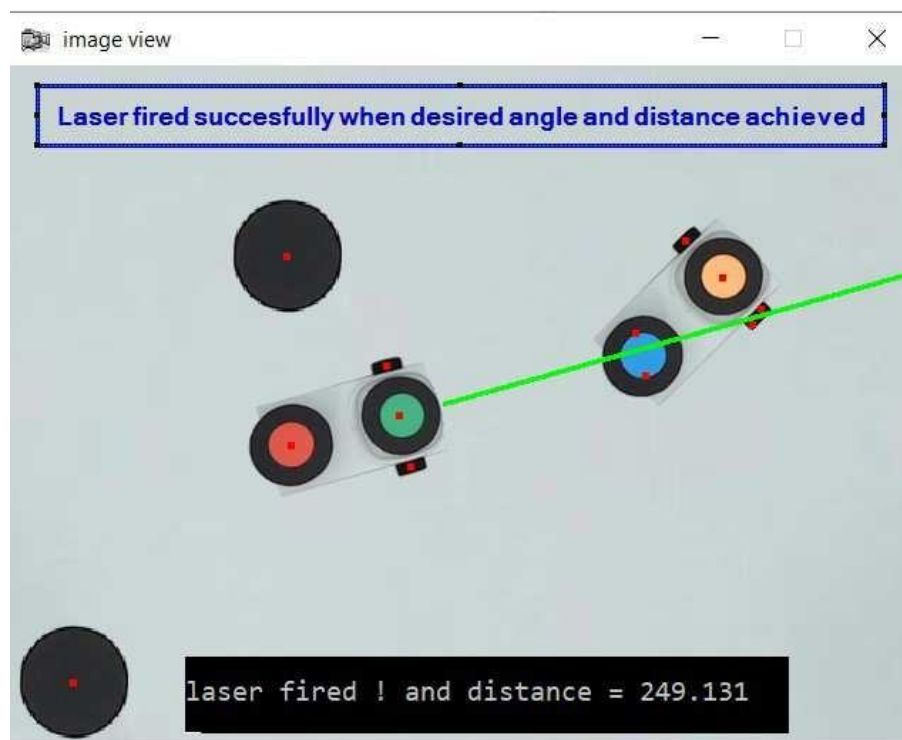 image view
Laser fired succesfully when desired angle and distance achieved
laser fired ! and distance = 249.131